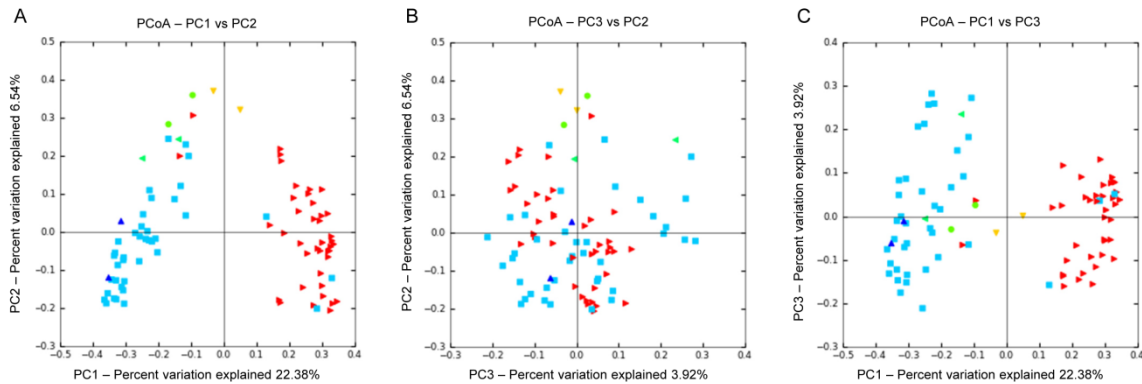 A
PCoA – PC1 vs PC2
PC2 – Percent variation explained 6.54%
0.5
0.4
0.3
0.2
0.1
0.0
−0.1
−0.2
−0.3
−0.5 −0.4 −0.3 −0.2 −0.1 0.0 0.1 0.2 0.3 0.4
PC1 – Percent variation explained 22.38%
B
PCoA – PC3 vs PC2
PC2 – Percent variation explained 6.54%
0.5
0.4
0.3
0.2
0.1
0.0
−0.1
−0.2
−0.3
−0.3 −0.2 −0.1 0.0 0.1 0.2 0.3 0.4
PC3 – Percent variation explained 3.92%
C
PCoA – PC1 vs PC3
PC3 – Percent variation explained 3.92%
0.4
0.3
0.2
0.1
0.0
−0.1
−0.2
−0.3
−0.5 −0.4 −0.3 −0.2 −0.1 0.0 0.1 0.2 0.3 0.4
PC1 – Percent variation explained 22.38%